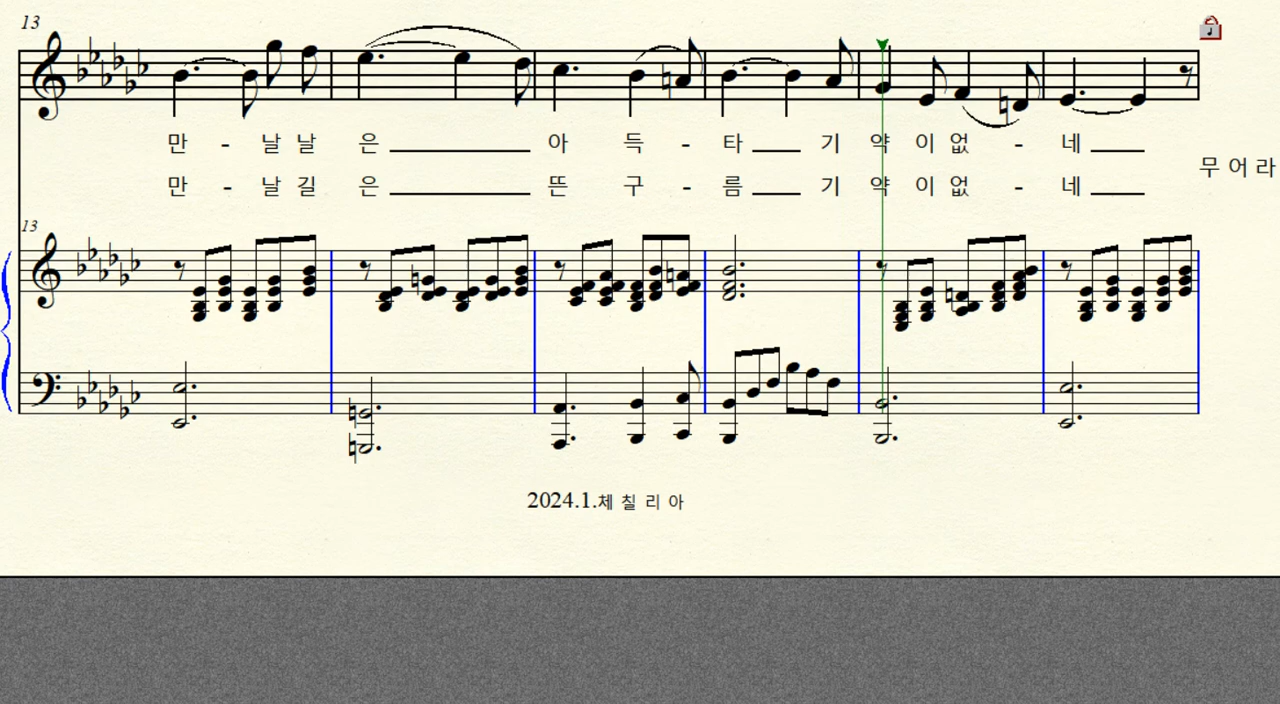 13
만 - 날 날 은 아 득 - 타 기 약 이 없 - 네
만 - 날 길 은 뜬 구 - 름 기 약 이 없 - 네
무 어 라
13
2024.1.체 칠 리 아